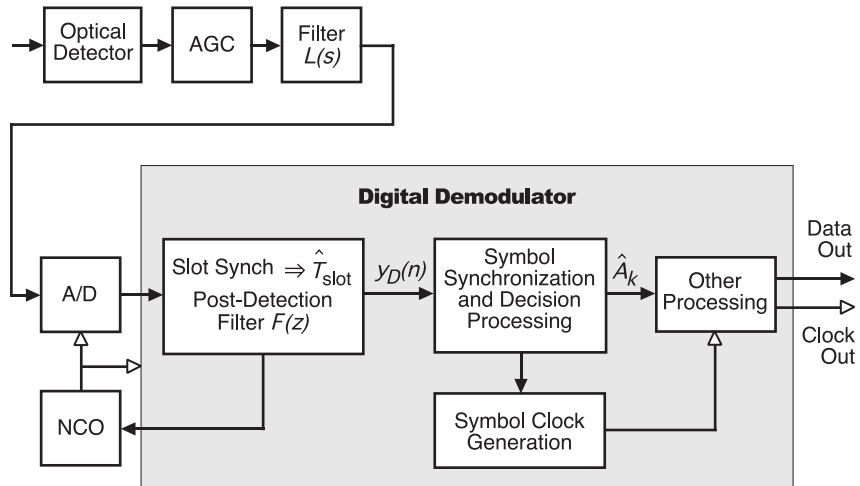 Optical
Detector
AGC
Filter
L(s)
Digital Demodulator
A/D
Slot Synch ⇒ T̂slot
Post-Detection
Filter F(z)
yD(n)
Symbol
Synchronization
and Decision
Processing
Âk
Other
Processing
Data
Out
Clock
Out
NCO
Symbol Clock
Generation